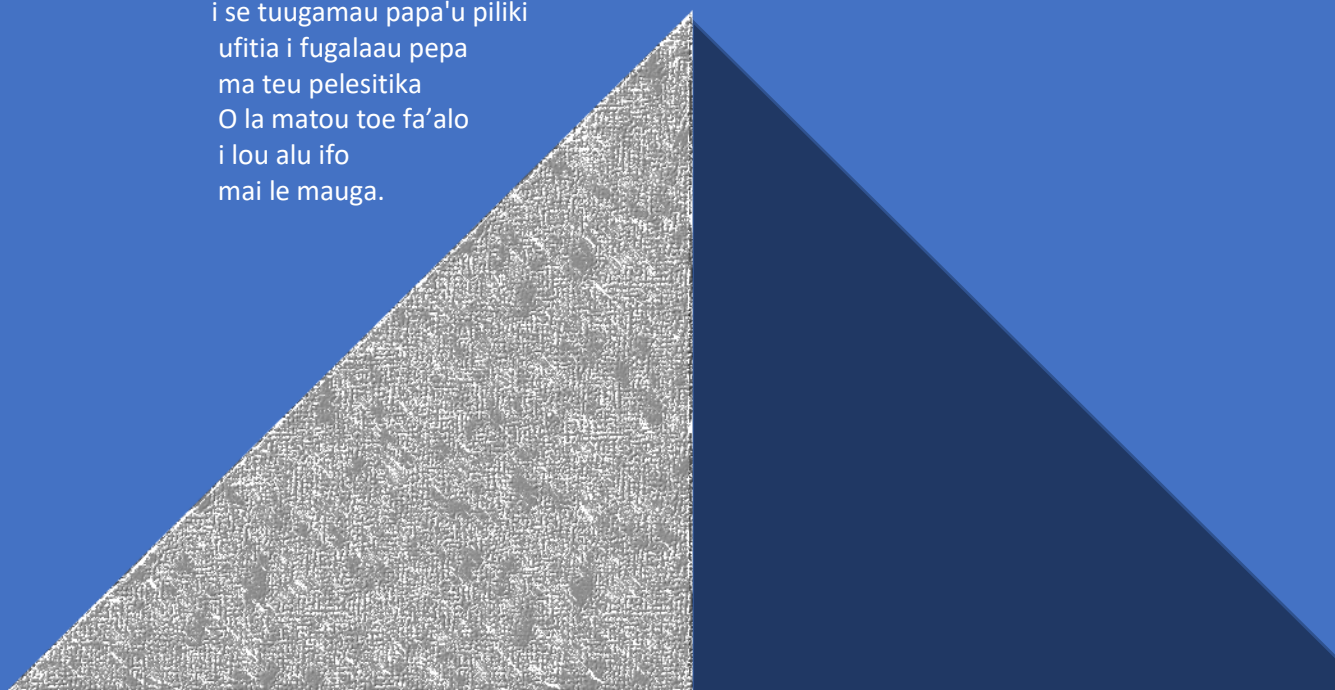 i se tuugamau papa'u piliki
ufitia i fugalaau pepa
ma teu pelesitika
O la matou toe fa’alo
i lou alu ifo
mai le mauga.